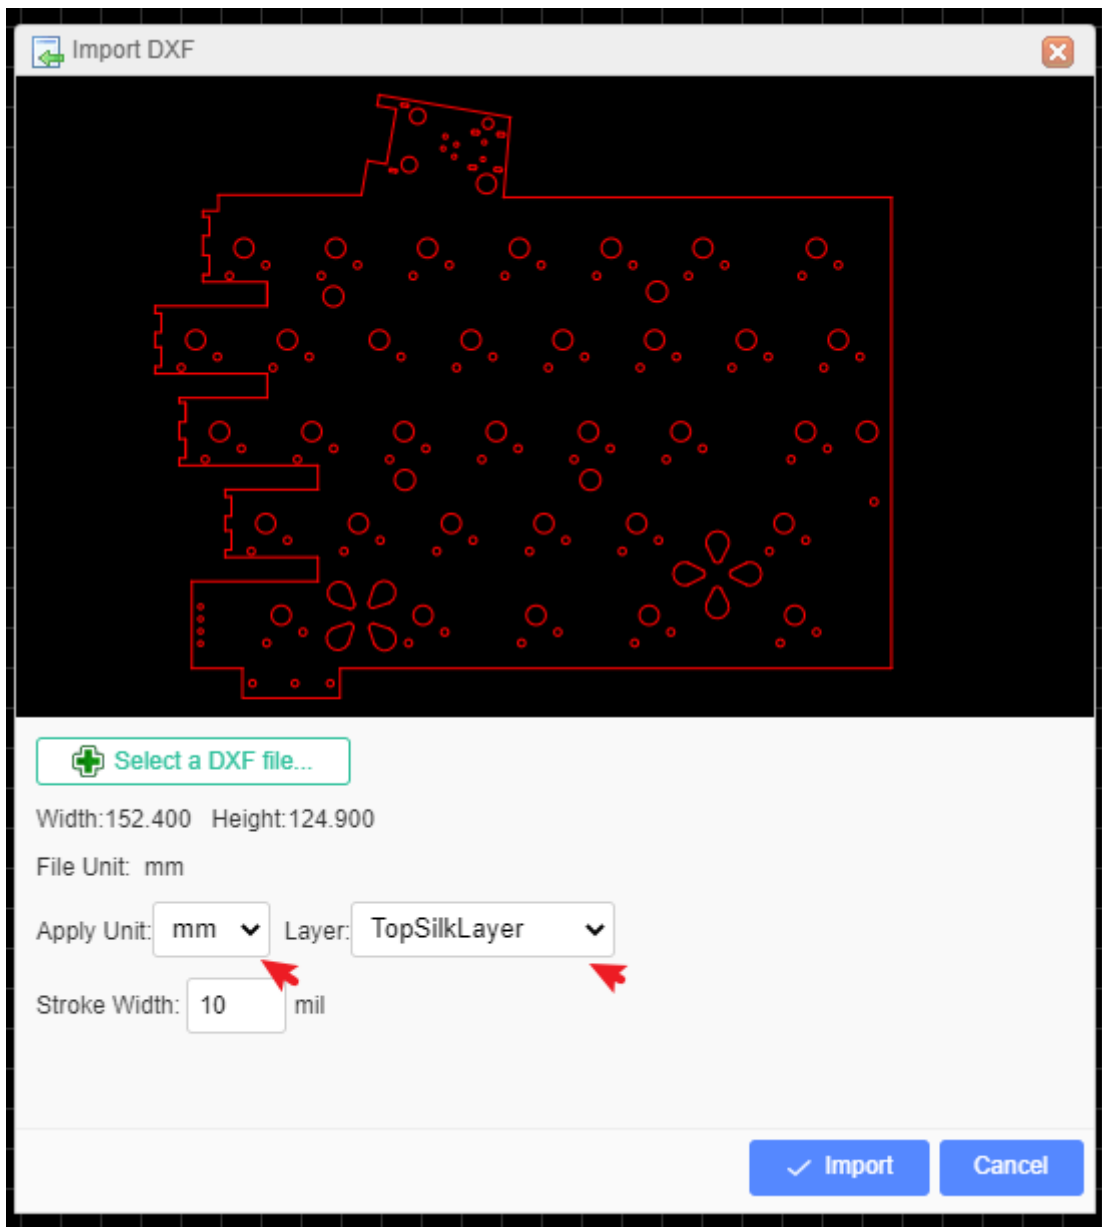 Import DXF
Select a DXF file...
Width:152.400 Height:124.900
File Unit: mm
Apply Unit: mm Layer: TopSilkLayer
Stroke Width: 10 mil
Import Cancel